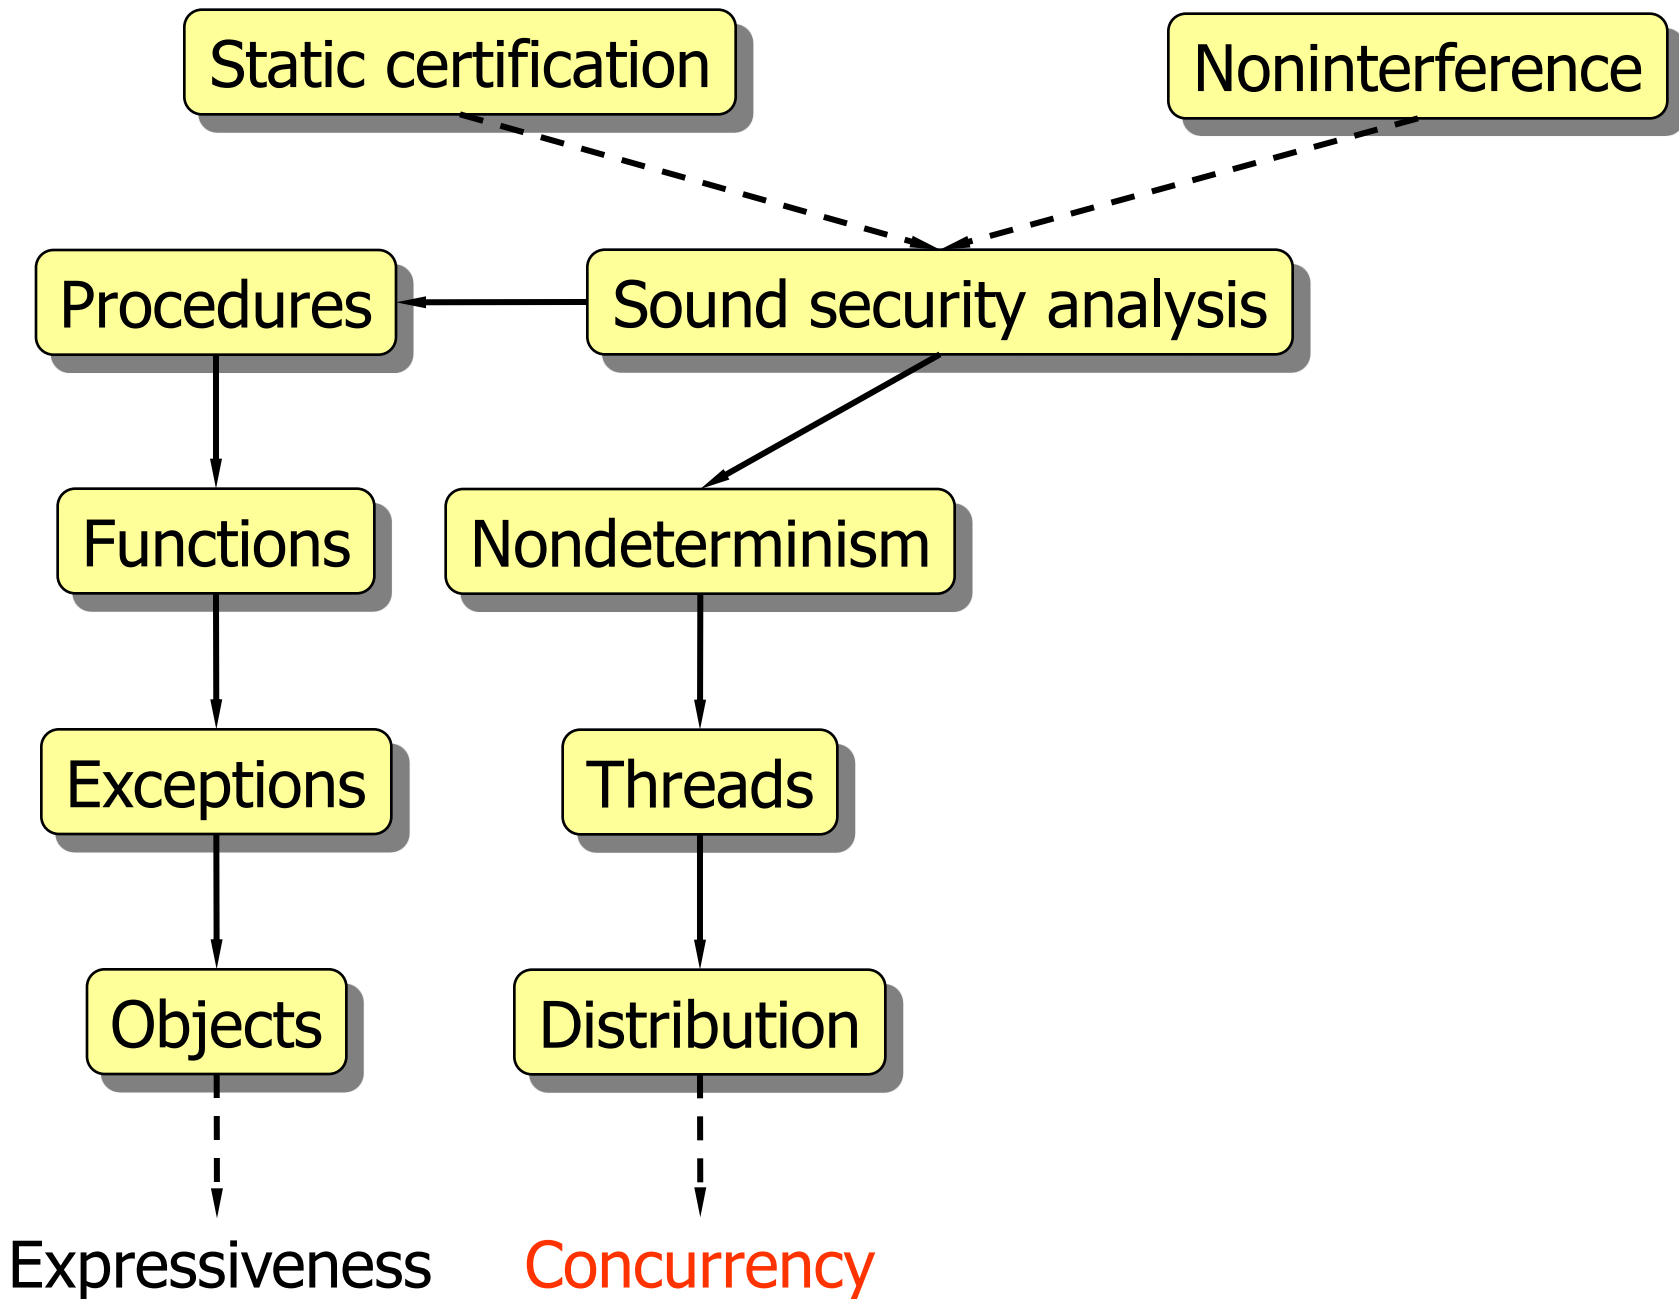 Static certification
Noninterference
Procedures
Sound security analysis
Functions
Nondeterminism
Exceptions
Threads
Objects
Distribution
Expressiveness
Concurrency